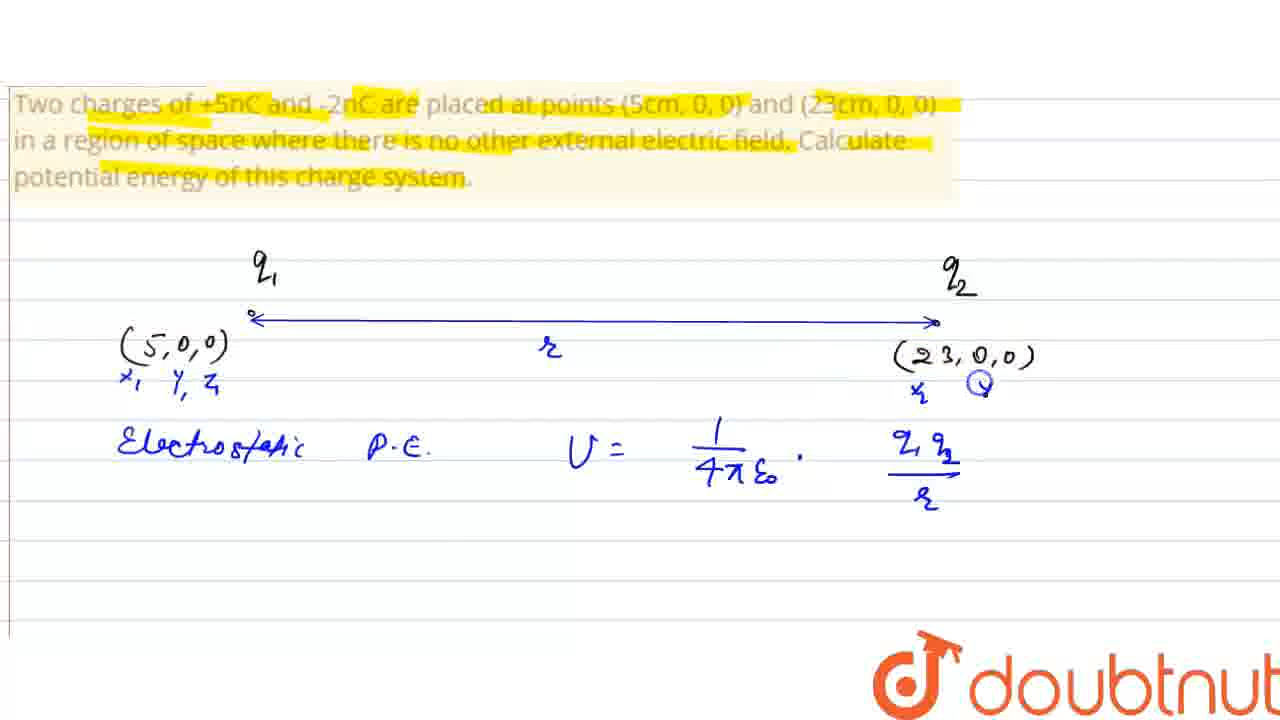 Two charges of +5nC and -2nC are placed at points (5cm, 0, 0) and (23cm, 0, 0)
in a region of space where there is no other external electric field. Calculate
potential energy of this charge system.
q₁ q₂
r
(5,0,0) (23,0,0)
x₁ y₁ z₁ x₂ y
Electrostatic P.E. U = 1/4πε₀ · q₁q₂/r
doubtnut